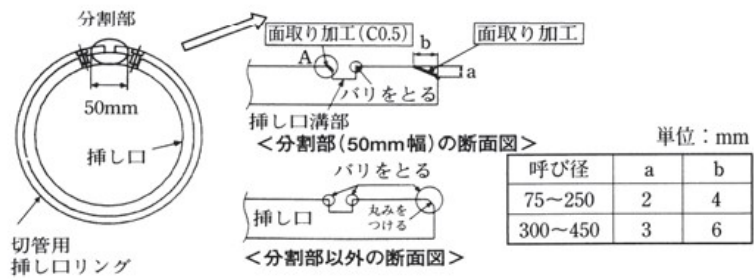 分割部
50mm
挿し口
切管用
挿し口リング
面取り加工(C0.5)
b
面取り加工
A
a
バリをとる
挿し口溝部
<分割部(50mm幅)の断面図>
バリをとる
挿し口
丸みを
つける
<分割部以外の断面図>
単位：mm
呼び径 a b
75～250 2 4
300～450 3 6